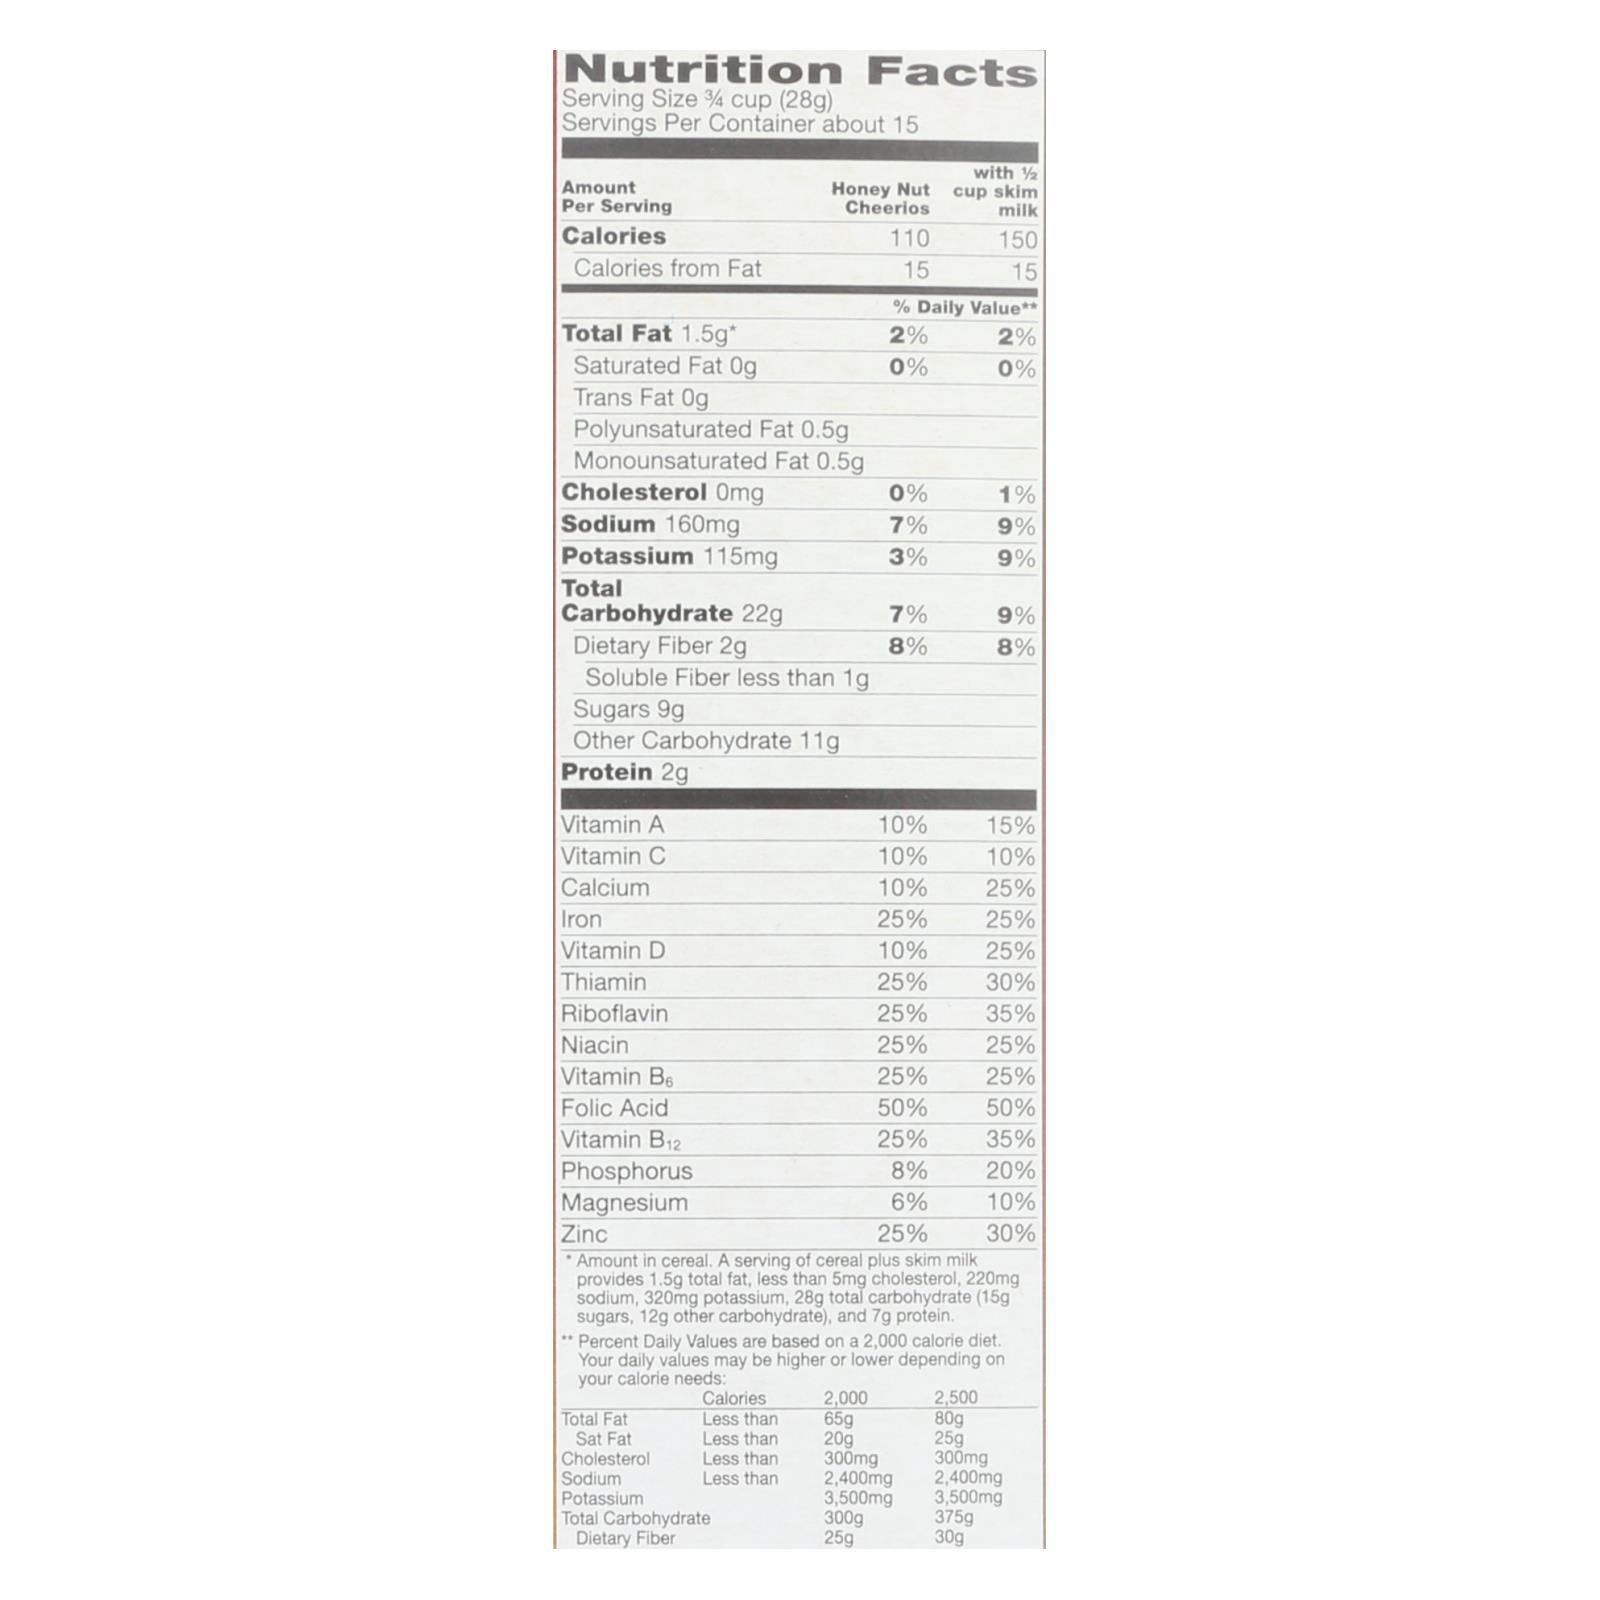 Nutrition Facts
Serving Size ¾ cup (28g)
Servings Per Container about 15
Amount Per Serving Honey Nut Cheerios with ½ cup skim milk
Calories 110 150
Calories from Fat 15 15
% Daily Value**
Total Fat 1.5g* 2% 2%
Saturated Fat 0g 0% 0%
Trans Fat 0g
Polyunsaturated Fat 0.5g
Monounsaturated Fat 0.5g
Cholesterol 0mg 0% 1%
Sodium 160mg 7% 9%
Potassium 115mg 3% 9%
Total
Carbohydrate 22g 7% 9%
Dietary Fiber 2g 8% 8%
Soluble Fiber less than 1g
Sugars 9g
Other Carbohydrate 11g
Protein 2g
Vitamin A 10% 15%
Vitamin C 10% 10%
Calcium 10% 25%
Iron 25% 25%
Vitamin D 10% 25%
Thiamin 25% 30%
Riboflavin 25% 35%
Niacin 25% 25%
Vitamin B₆ 25% 25%
Folic Acid 50% 50%
Vitamin B₁₂ 25% 35%
Phosphorus 8% 20%
Magnesium 6% 10%
Zinc 25% 30%
* Amount in cereal. A serving of cereal plus skim milk
provides 1.5g total fat, less than 5mg cholesterol, 220mg
sodium, 320mg potassium, 28g total carbohydrate (15g
sugars, 12g other carbohydrate), and 7g protein.
** Percent Daily Values are based on a 2,000 calorie diet.
Your daily values may be higher or lower depending on
your calorie needs:
Calories 2,000 2,500
Total Fat Less than 65g 80g
Sat Fat Less than 20g 25g
Cholesterol Less than 300mg 300mg
Sodium Less than 2,400mg 2,400mg
Potassium 3,500mg 3,500mg
Total Carbohydrate 300g 375g
Dietary Fiber 25g 30g